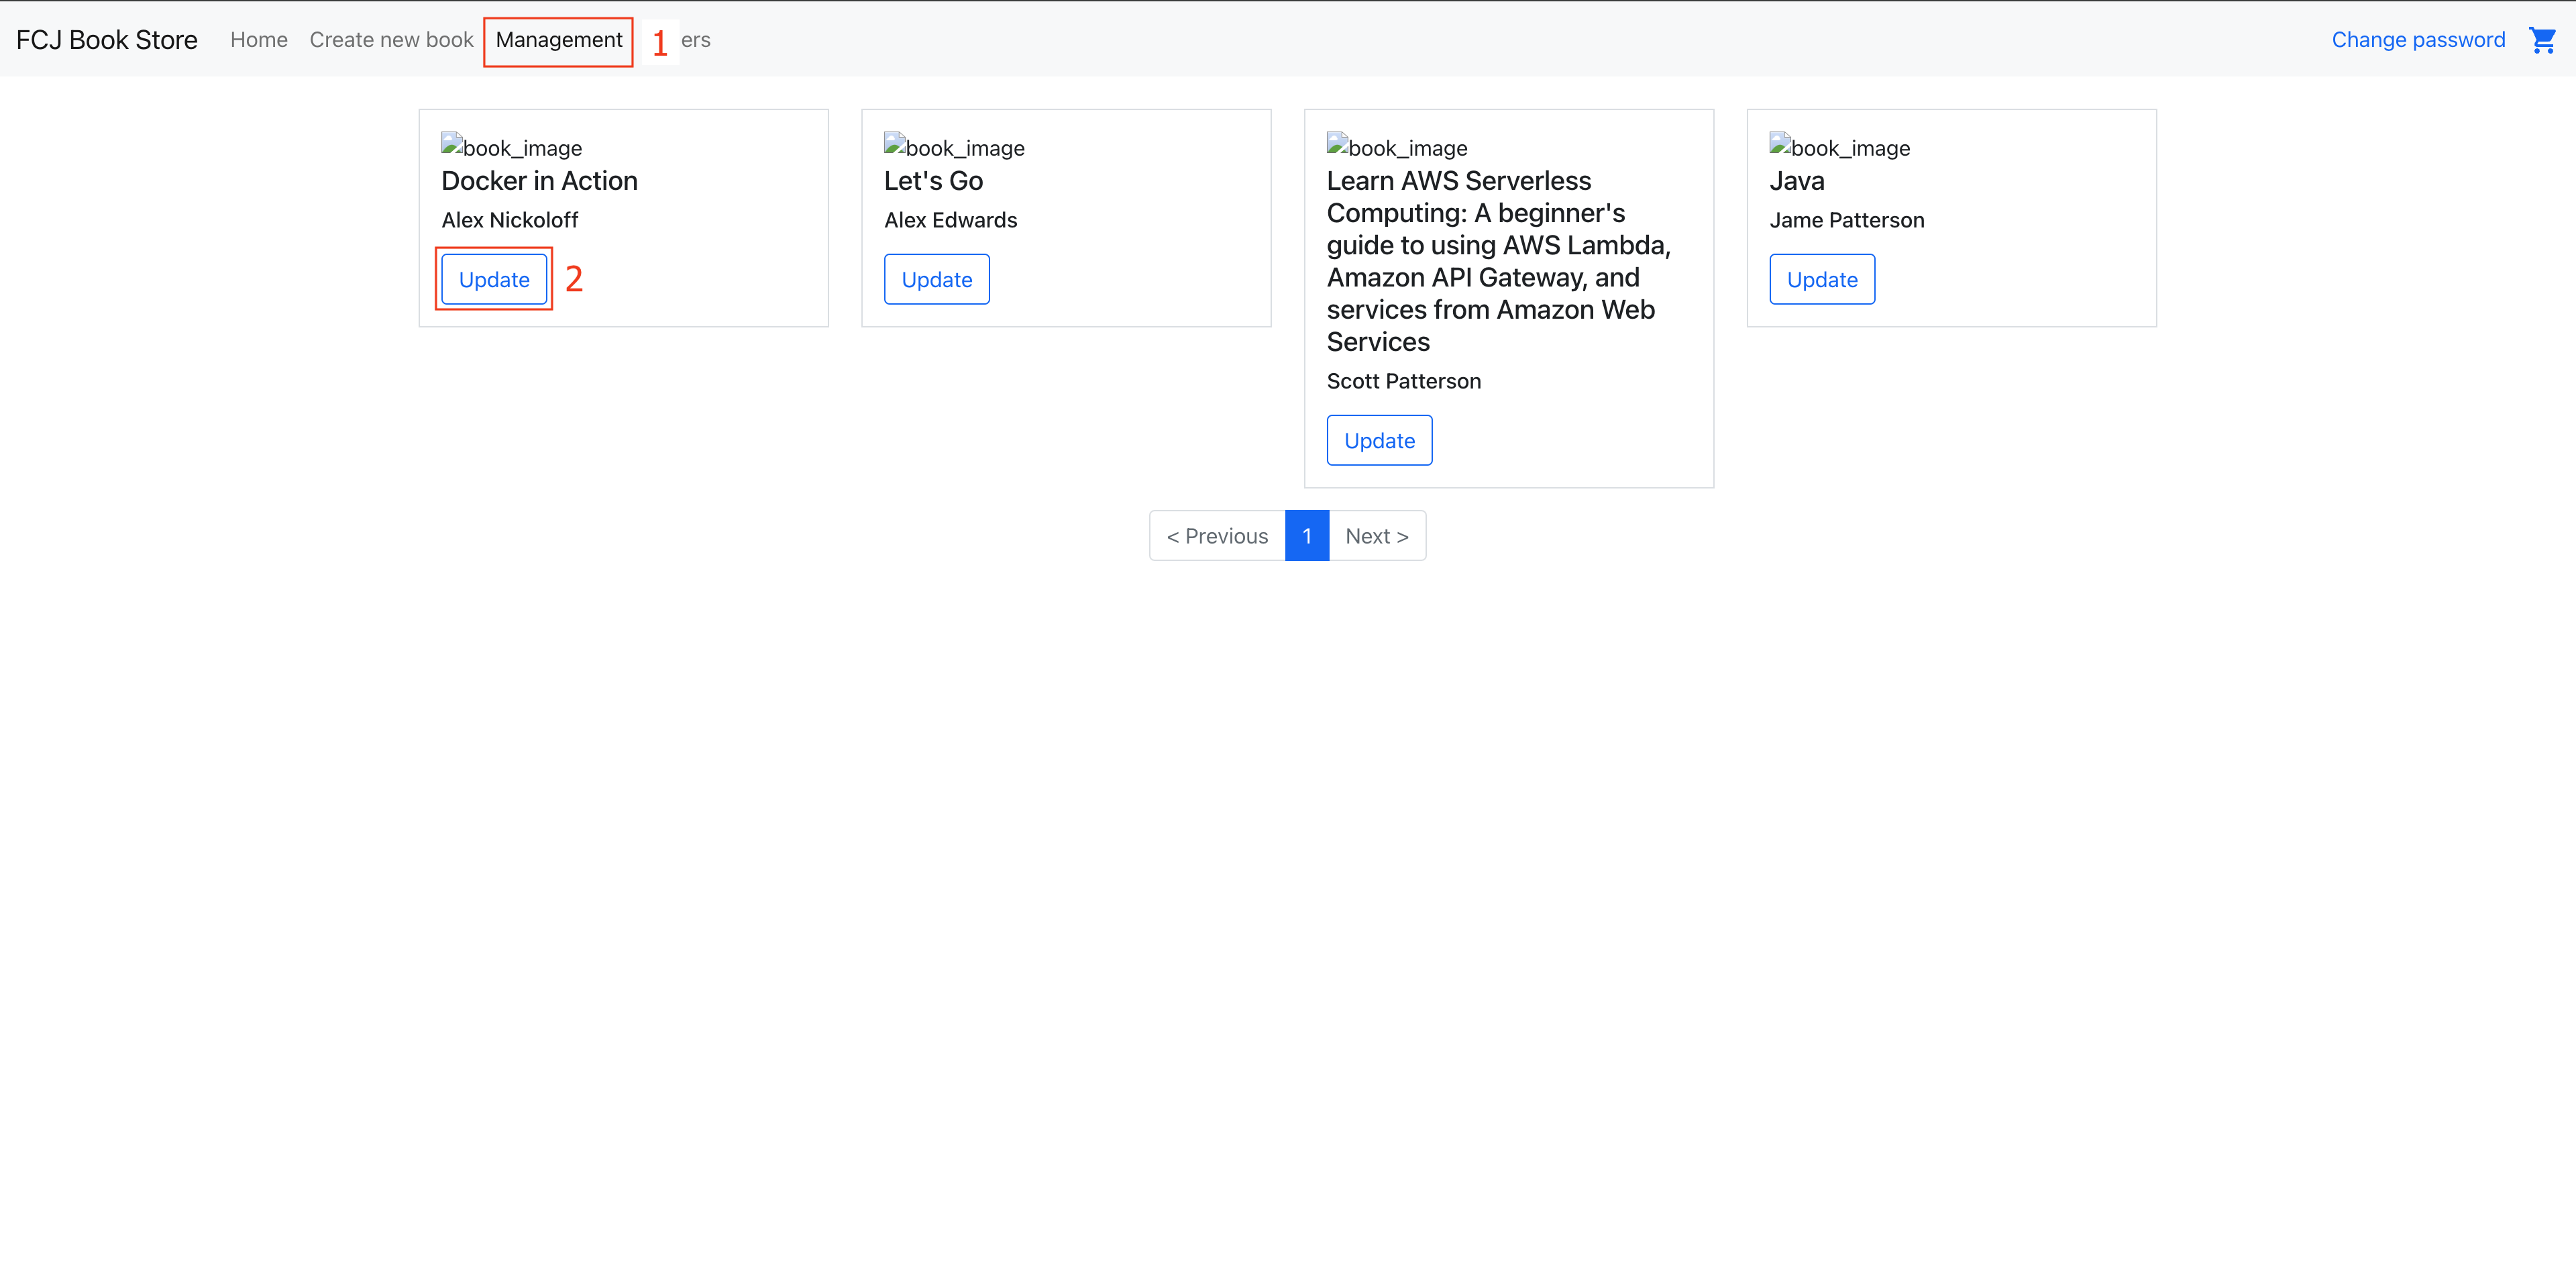 FCJ Book Store Home Create new book Management 1 ers Change password
book_image
Docker in Action
Alex Nickoloff
Update 2
book_image
Let's Go
Alex Edwards
Update
book_image
Learn AWS Serverless
Computing: A beginner's
guide to using AWS Lambda,
Amazon API Gateway, and
services from Amazon Web
Services
Scott Patterson
Update
book_image
Java
Jame Patterson
Update
< Previous 1 Next >